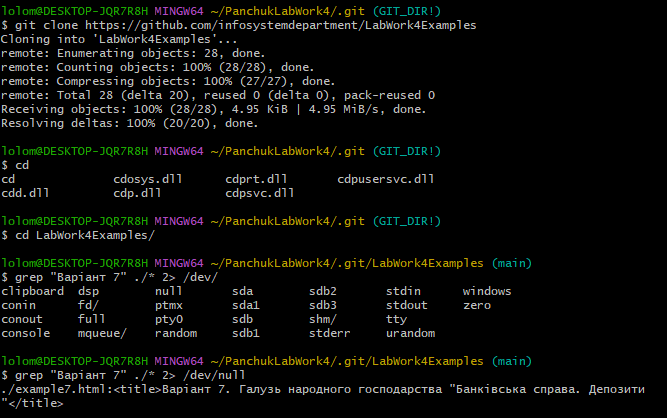 lolom@DESKTOP-JQR7R8H MINGW64 ~/PanchukLabWork4/.git (GIT_DIR!)
$ git clone https://github.com/infosystemdepartment/LabWork4Examples
Cloning into 'LabWork4Examples'...
remote: Enumerating objects: 28, done.
remote: Counting objects: 100% (28/28), done.
remote: Compressing objects: 100% (27/27), done.
remote: Total 28 (delta 20), reused 0 (delta 0), pack-reused 0
Receiving objects: 100% (28/28), 4.95 KiB | 4.95 MiB/s, done.
Resolving deltas: 100% (20/20), done.
lolom@DESKTOP-JQR7R8H MINGW64 ~/PanchukLabWork4/.git (GIT_DIR!)
$ cd
cd cdosys.dll cdprt.dll cdpusersvc.dll
cdd.dll cdp.dll cdpsvc.dll
lolom@DESKTOP-JQR7R8H MINGW64 ~/PanchukLabWork4/.git (GIT_DIR!)
$ cd LabWork4Examples/
lolom@DESKTOP-JQR7R8H MINGW64 ~/PanchukLabWork4/.git/LabWork4Examples (main)
$ grep "Варіант 7" ./* 2> /dev/
clipboard dsp null sda sdb2 stdin windows
conin fd/ ptmx sda1 sdb3 stdout zero
conout full pty0 sdb shm/ tty
console mqueue/ random sdb1 stderr urandom
lolom@DESKTOP-JQR7R8H MINGW64 ~/PanchukLabWork4/.git/LabWork4Examples (main)
$ grep "Варіант 7" ./* 2> /dev/null
./example7.html:<title>Варіант 7. Галузь народного господарства "Банківська справа. Депозити
"</title>